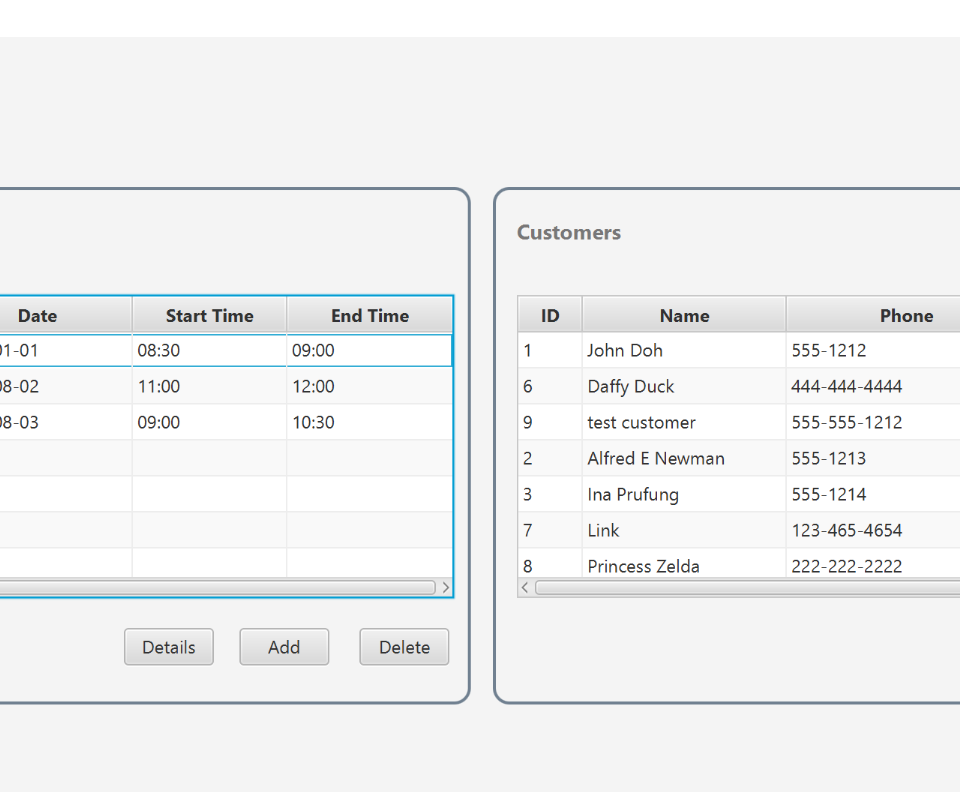 Customers
Date Start Time End Time
01-01 08:30 09:00
08-02 11:00 12:00
08-03 09:00 10:30
Details Add Delete
ID Name Phone
1 John Doh 555-1212
6 Daffy Duck 444-444-4444
9 test customer 555-555-1212
2 Alfred E Newman 555-1213
3 Ina Prufung 555-1214
7 Link 123-465-4654
8 Princess Zelda 222-222-2222